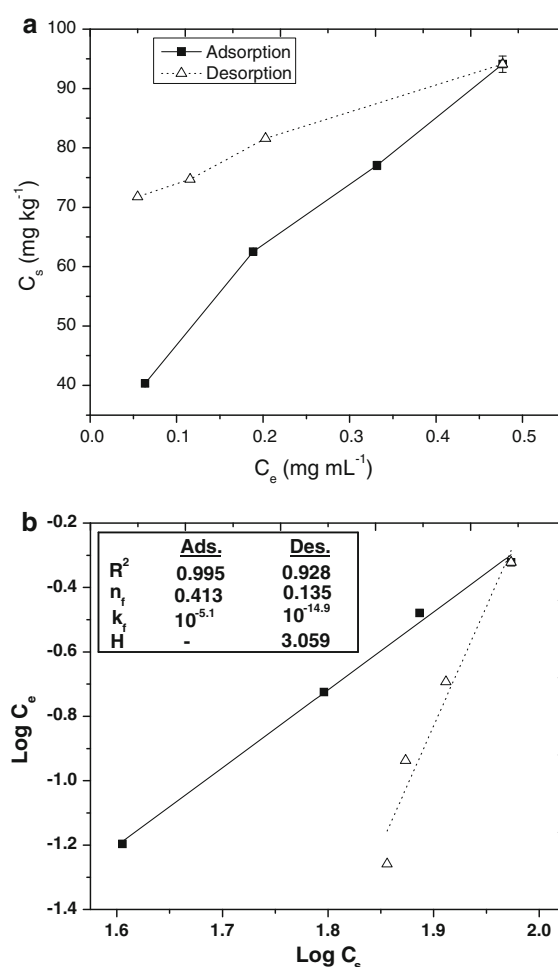 a
Adsorption
Desorption
100
90
80
70
60
50
40
C_s (mg kg⁻¹)
0.0 0.1 0.2 0.3 0.4 0.5
C_e (mg mL⁻¹)
b
Ads. Des.
R² 0.995 0.928
n_f 0.413 0.135
k_f 10⁻⁵·¹ 10⁻¹⁴·⁹
H - 3.059
-0.2
-0.4
-0.6
-0.8
-1.0
-1.2
-1.4
Log C_e
1.6 1.7 1.8 1.9 2.0
Log C_s